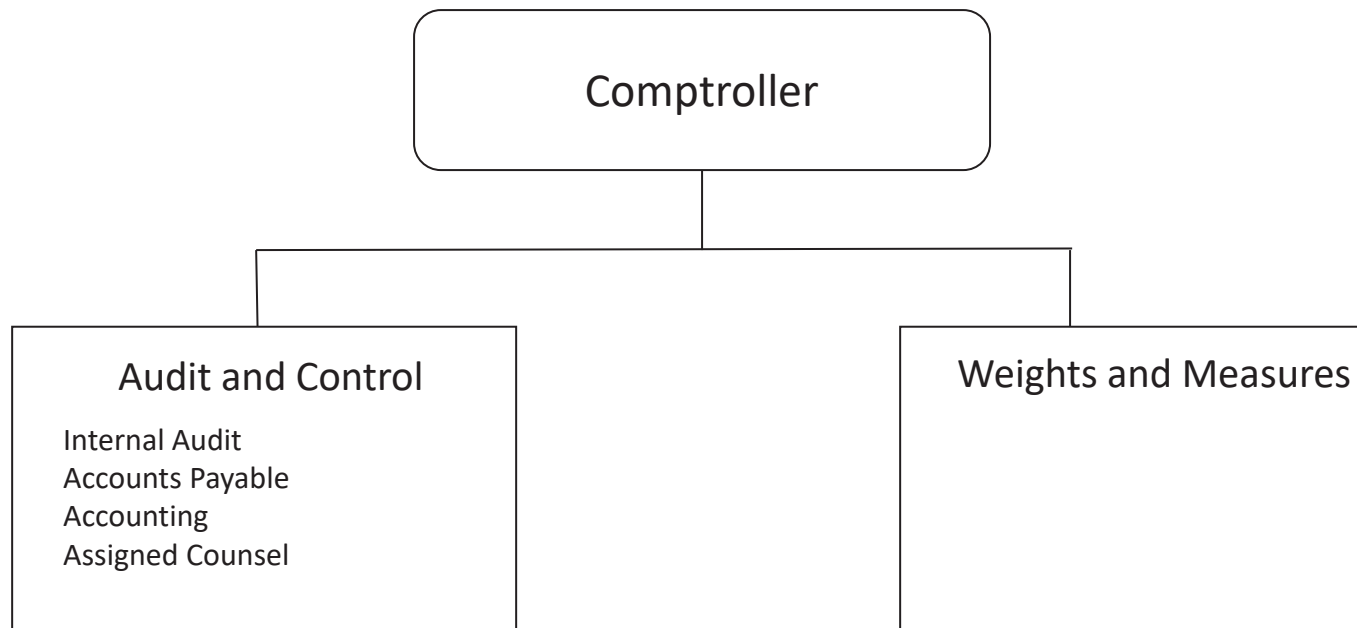 Comptroller
Audit and Control
Internal Audit
Accounts Payable
Accounting
Assigned Counsel
Weights and Measures